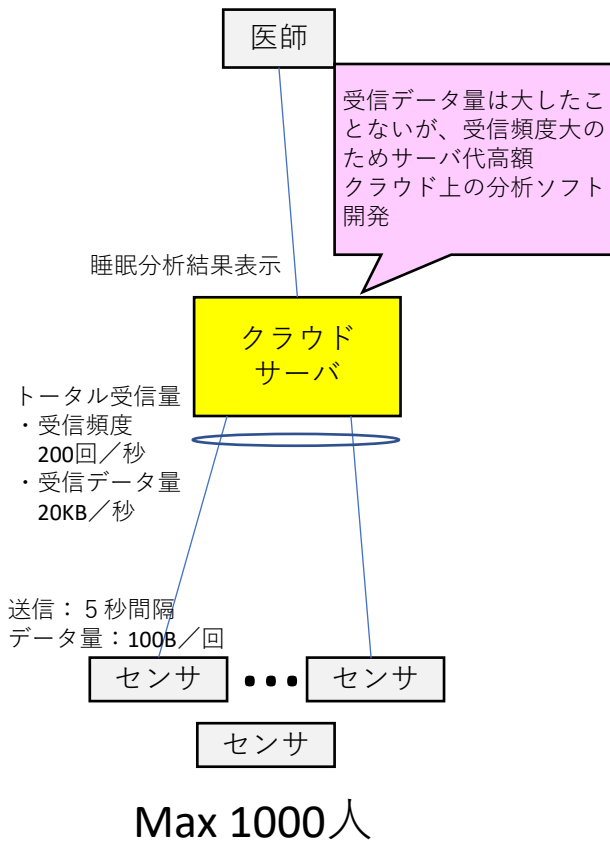 医師
受信データ量は大したこ
とないが、受信頻度大の
ためサーバ代高額
クラウド上の分析ソフト
開発
睡眠分析結果表示
クラウド
サーバ
トータル受信量
・受信頻度
200回／秒
・受信データ量
20KB／秒
送信：５秒間隔
データ量：100B／回
センサ
•••
センサ
センサ
Max 1000人